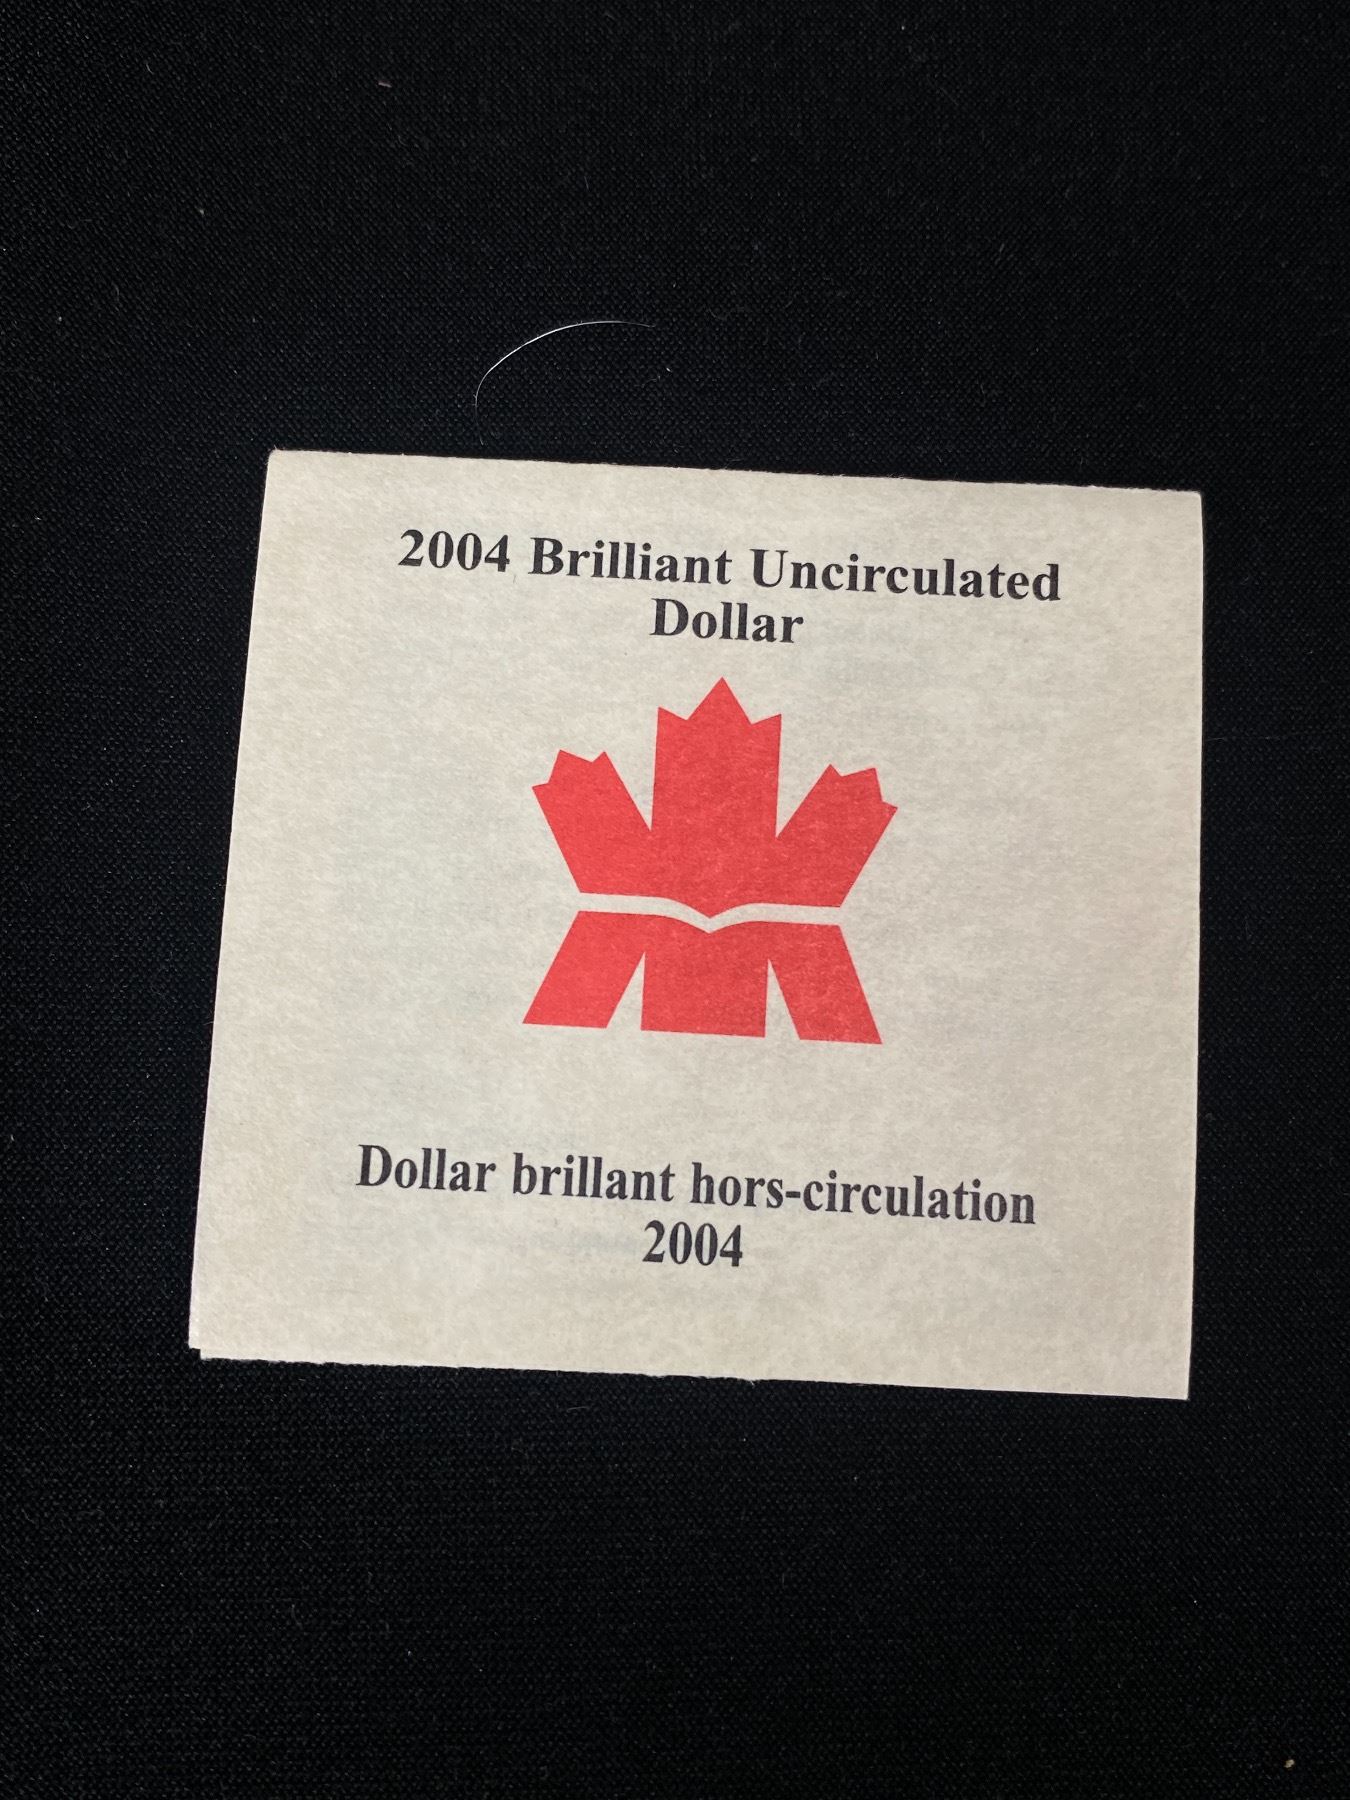 2004 Brilliant Uncirculated
Dollar
Dollar brillant hors-circulation
2004